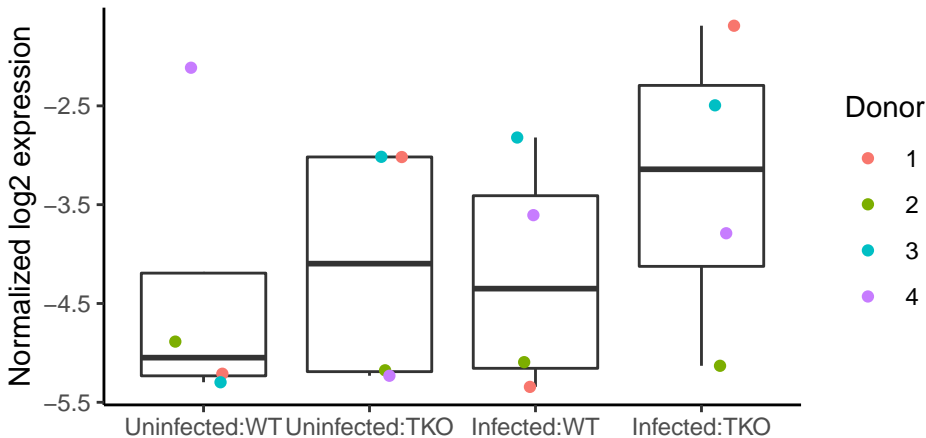 Normalized log2 expression
−2.5
−3.5
−4.5
−5.5
Uninfected:WT
Uninfected:TKO
Infected:WT
Infected:TKO
Donor
1
2
3
4